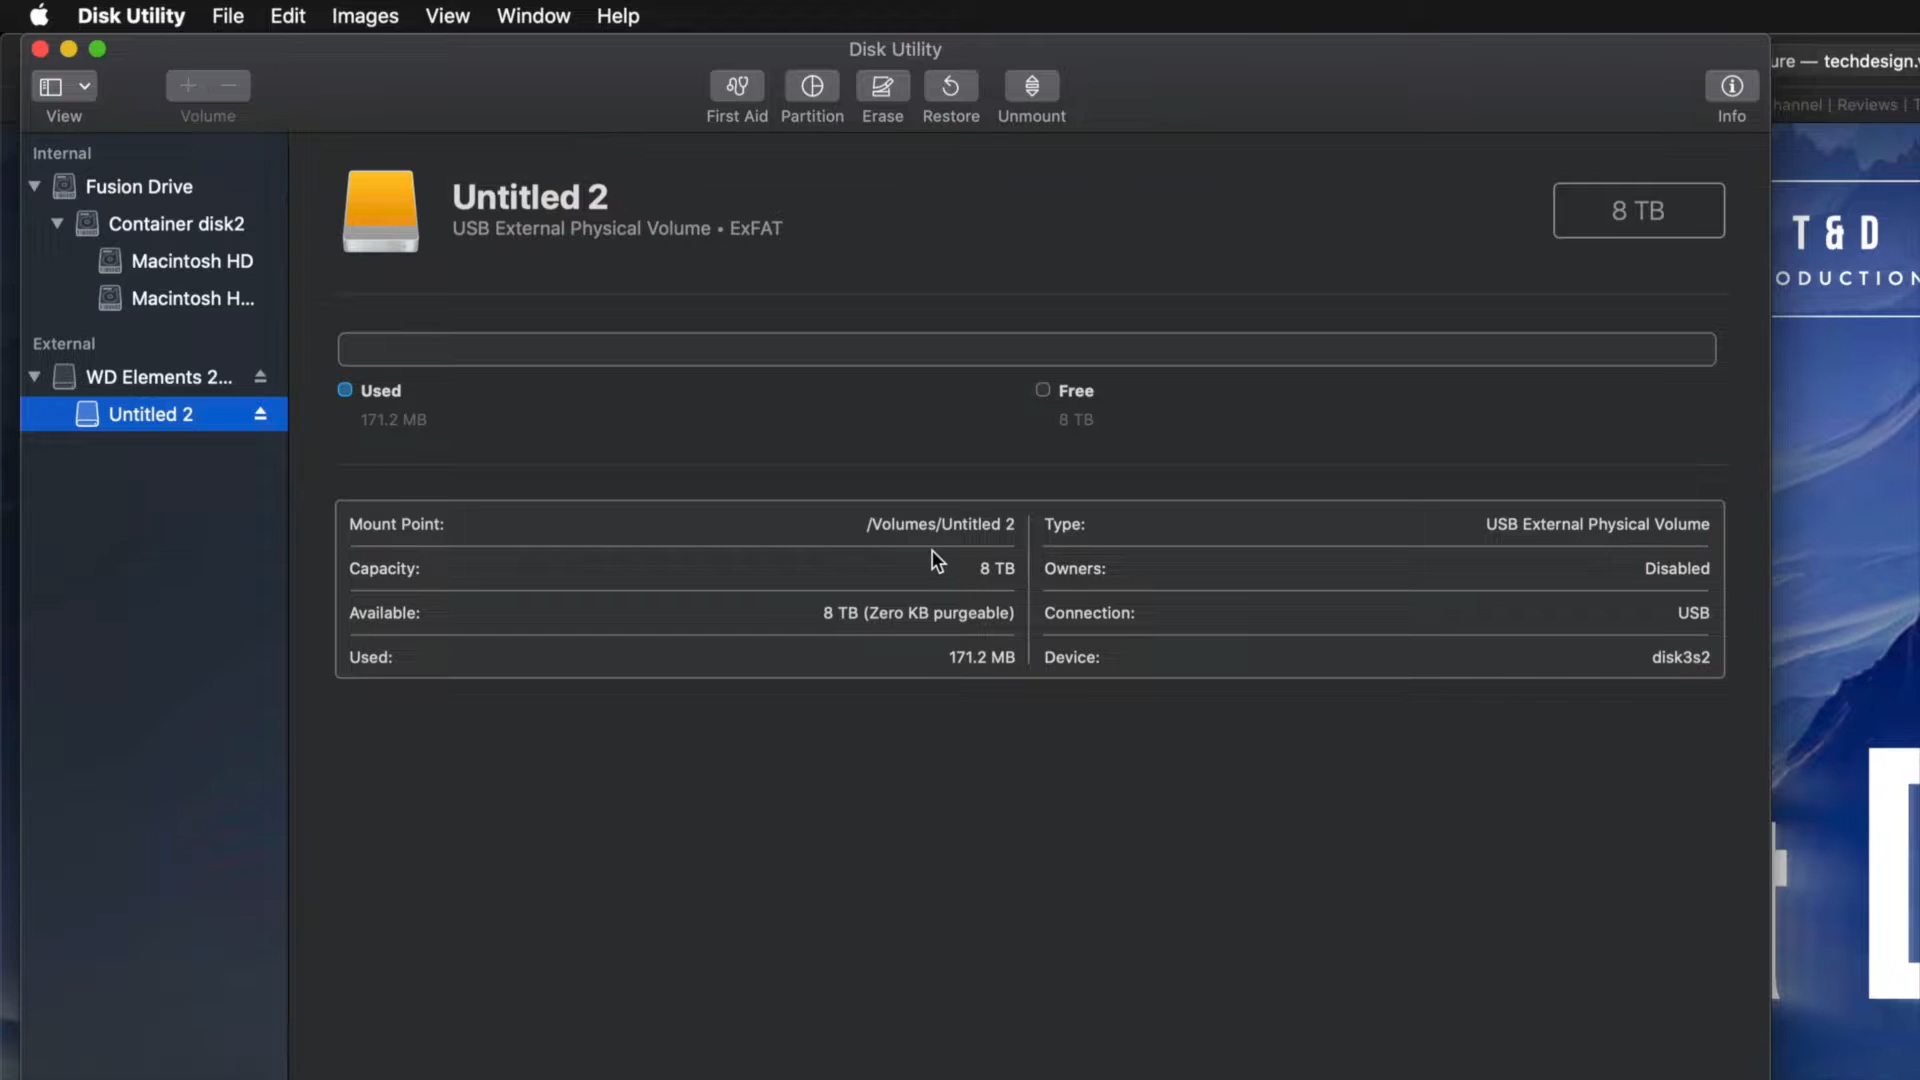 Disk Utility File Edit Images View Window Help
Disk Utility
View Volume First Aid Partition Erase Restore Unmount Info
ure — techdesign.
hannel | Reviews | T
Internal
Fusion Drive
Container disk2
Macintosh HD
Macintosh H...
External
WD Elements 2...
Untitled 2
Untitled 2
USB External Physical Volume • ExFAT
8 TB
Used
171.2 MB
Free
8 TB
Mount Point: /Volumes/Untitled 2
Capacity: 8 TB
Available: 8 TB (Zero KB purgeable)
Used: 171.2 MB
Type: USB External Physical Volume
Owners: Disabled
Connection: USB
Device: disk3s2
T & D
ODUCTION